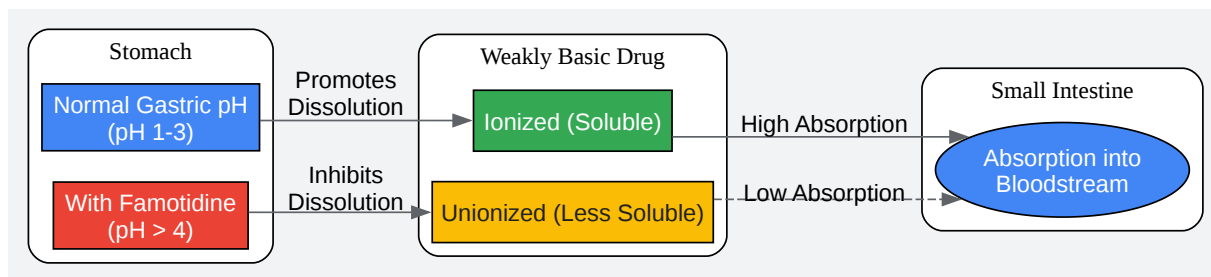 Stomach
Normal Gastric pH
(pH 1-3)
With Famotidine
(pH > 4)
Promotes
Dissolution
Inhibits
Dissolution
Weakly Basic Drug
Ionized (Soluble)
Unionized (Less Soluble)
High Absorption
Low Absorption
Small Intestine
Absorption into
Bloodstream